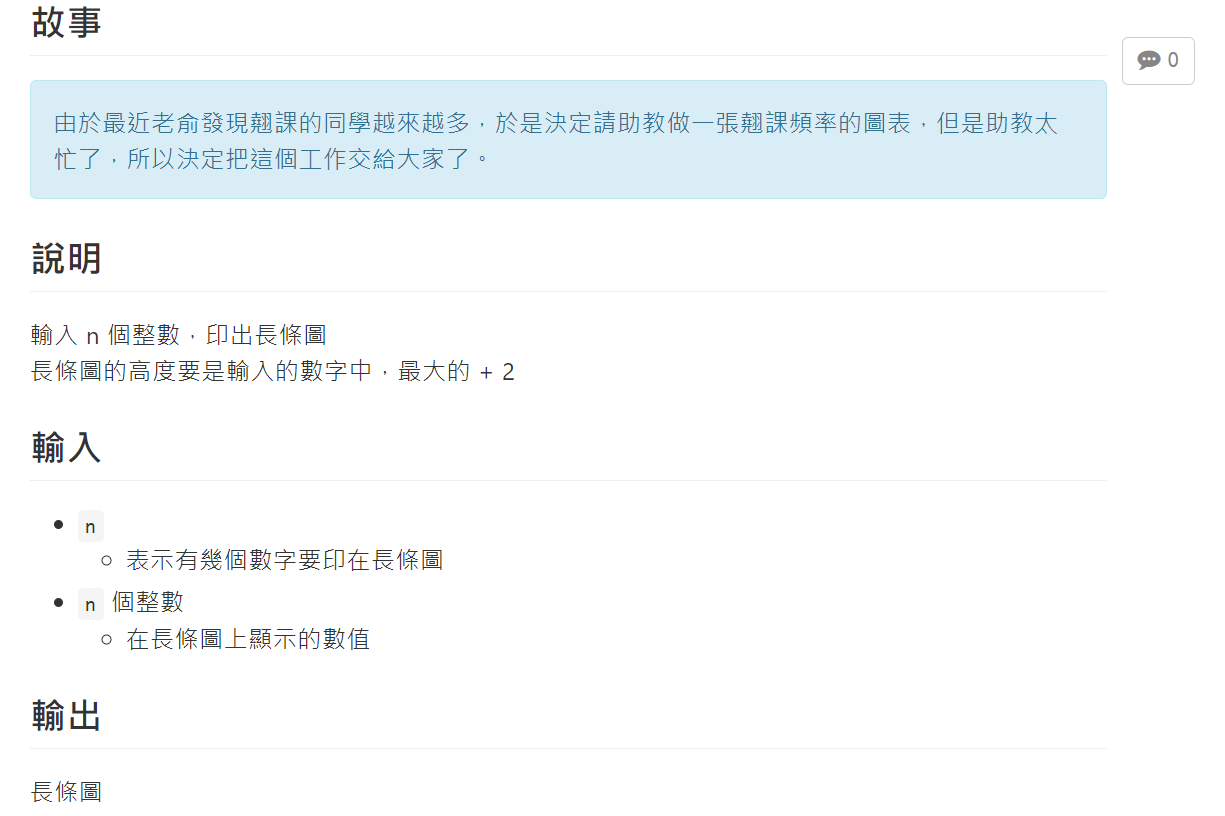 故事
0
由於最近老俞發現翹課的同學越來越多，於是決定請助教做一張翹課頻率的圖表，但是助教太
忙了，所以決定把這個工作交給大家了。
說明
輸入 n 個整數，印出長條圖
長條圖的高度要是輸入的數字中，最大的 + 2
輸入
n
表示有幾個數字要印在長條圖
n 個整數
在長條圖上顯示的數值
輸出
長條圖